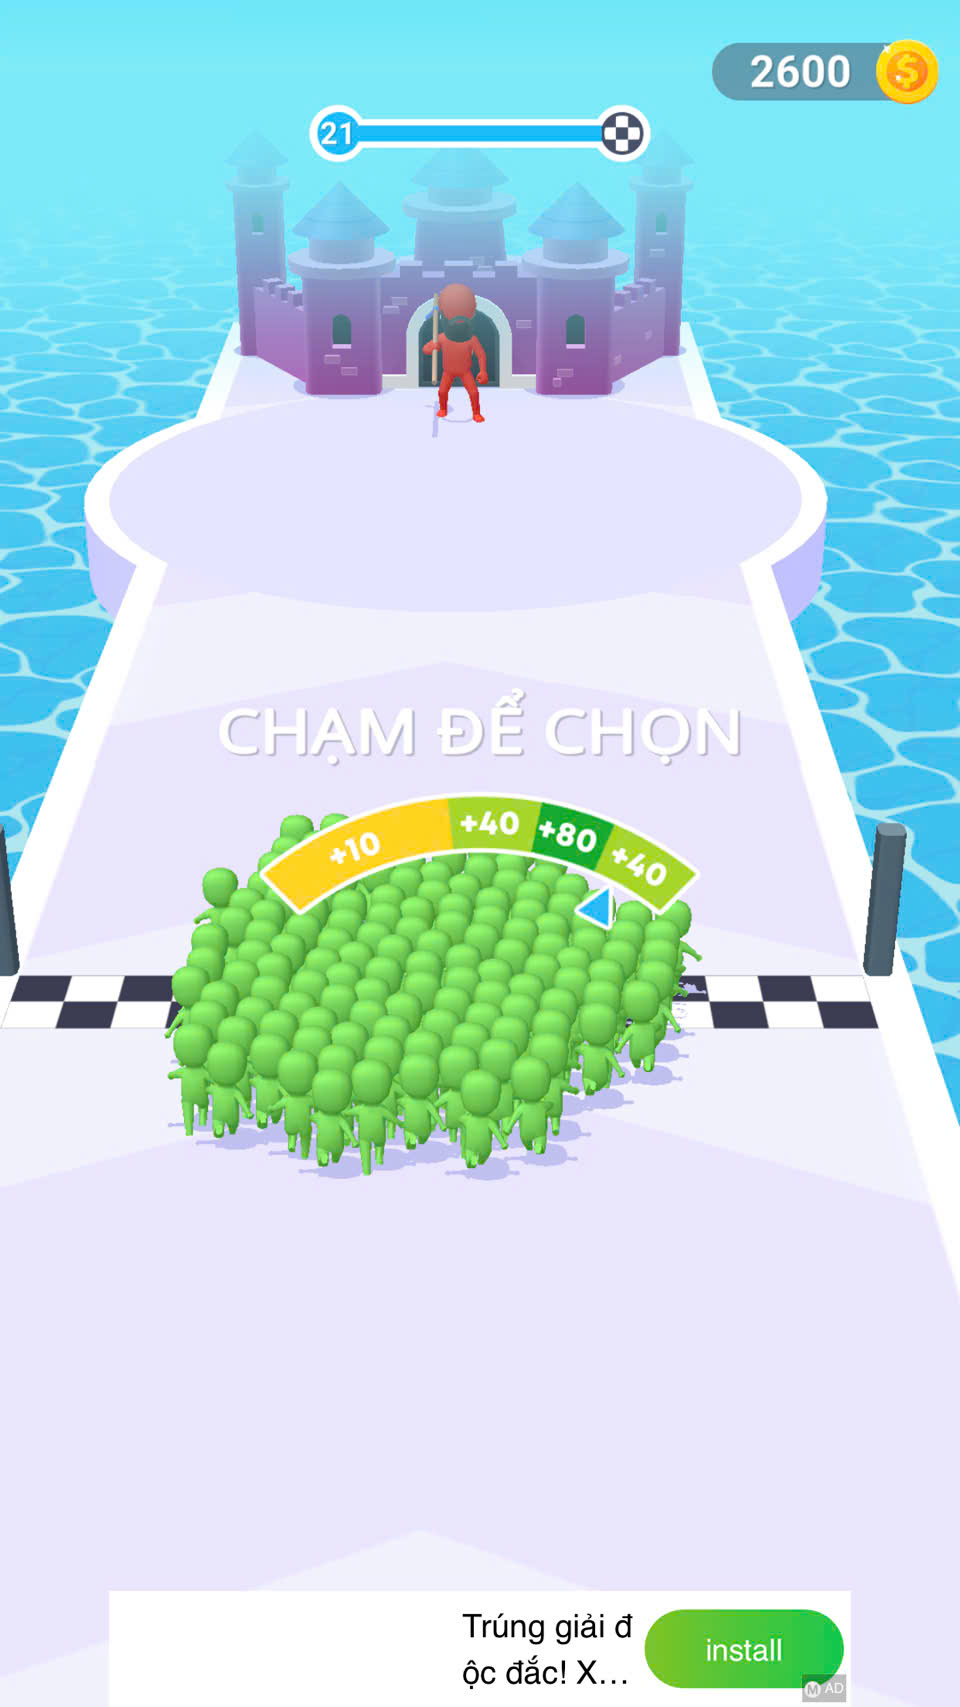 2600
21
CHẠM ĐỂ CHỌN
+10 +40 +80 +40
Trúng giải đ
ộc đắc! X...
install
M AD